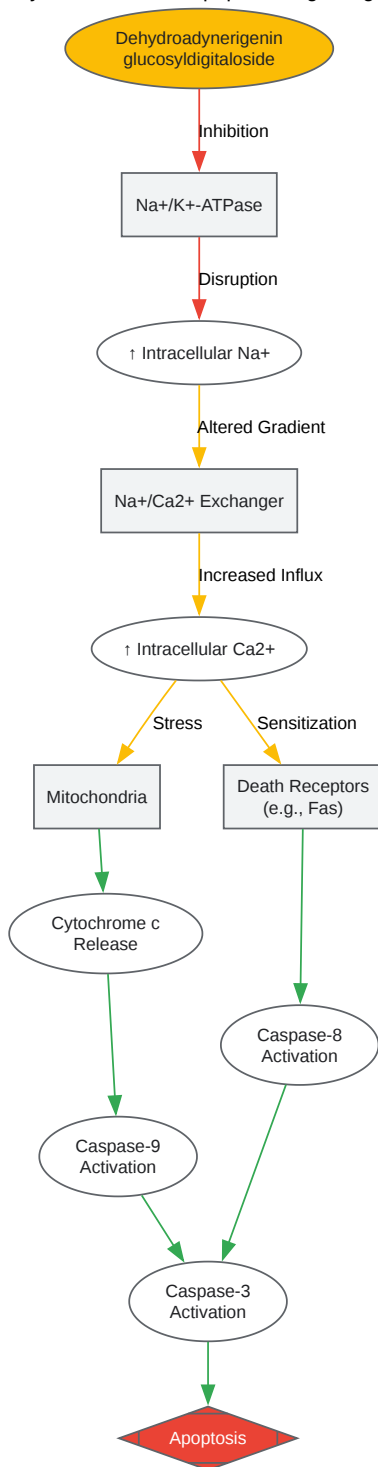 Dehydroadynerigenin
glucosyldigitaloside
Inhibition
Na+/K+-ATPase
Disruption
↑ Intracellular Na+
Altered Gradient
Na+/Ca2+ Exchanger
Increased Influx
↑ Intracellular Ca2+
Stress
Sensitization
Mitochondria
Death Receptors
(e.g., Fas)
Cytochrome c
Release
Caspase-8
Activation
Caspase-9
Activation
Caspase-3
Activation
Apoptosis